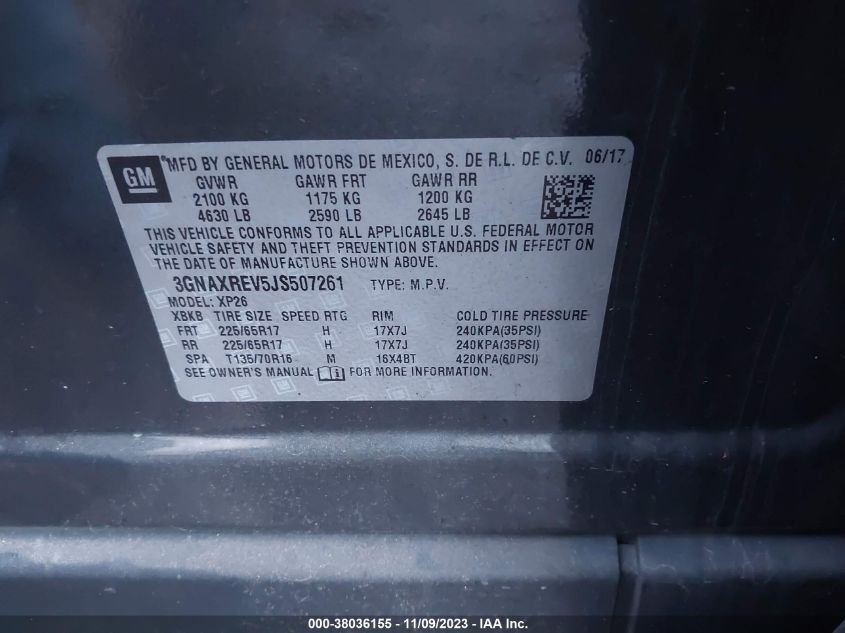 GM
®MFD BY GENERAL MOTORS DE MEXICO, S. DE R.L. DE C.V. 06/17
GVWR GAWR FRT GAWR RR
2100 KG 1175 KG 1200 KG
4630 LB 2590 LB 2645 LB
THIS VEHICLE CONFORMS TO ALL APPLICABLE U.S. FEDERAL MOTOR
VEHICLE SAFETY AND THEFT PREVENTION STANDARDS IN EFFECT ON
THE DATE OF MANUFACTURE SHOWN ABOVE.
3GNAXREV5JS507261 TYPE: M.P.V.
MODEL: XP26
XBKB TIRE SIZE SPEED RTG RIM COLD TIRE PRESSURE
FRT 225/65R17 H 17X7J 240KPA(35PSI)
RR 225/65R17 H 17X7J 240KPA(35PSI)
SPA T135/70R16 M 16X4BT 420KPA(60PSI)
SEE OWNER'S MANUAL FOR MORE INFORMATION.
000-38036155 - 11/09/2023 - IAA Inc.